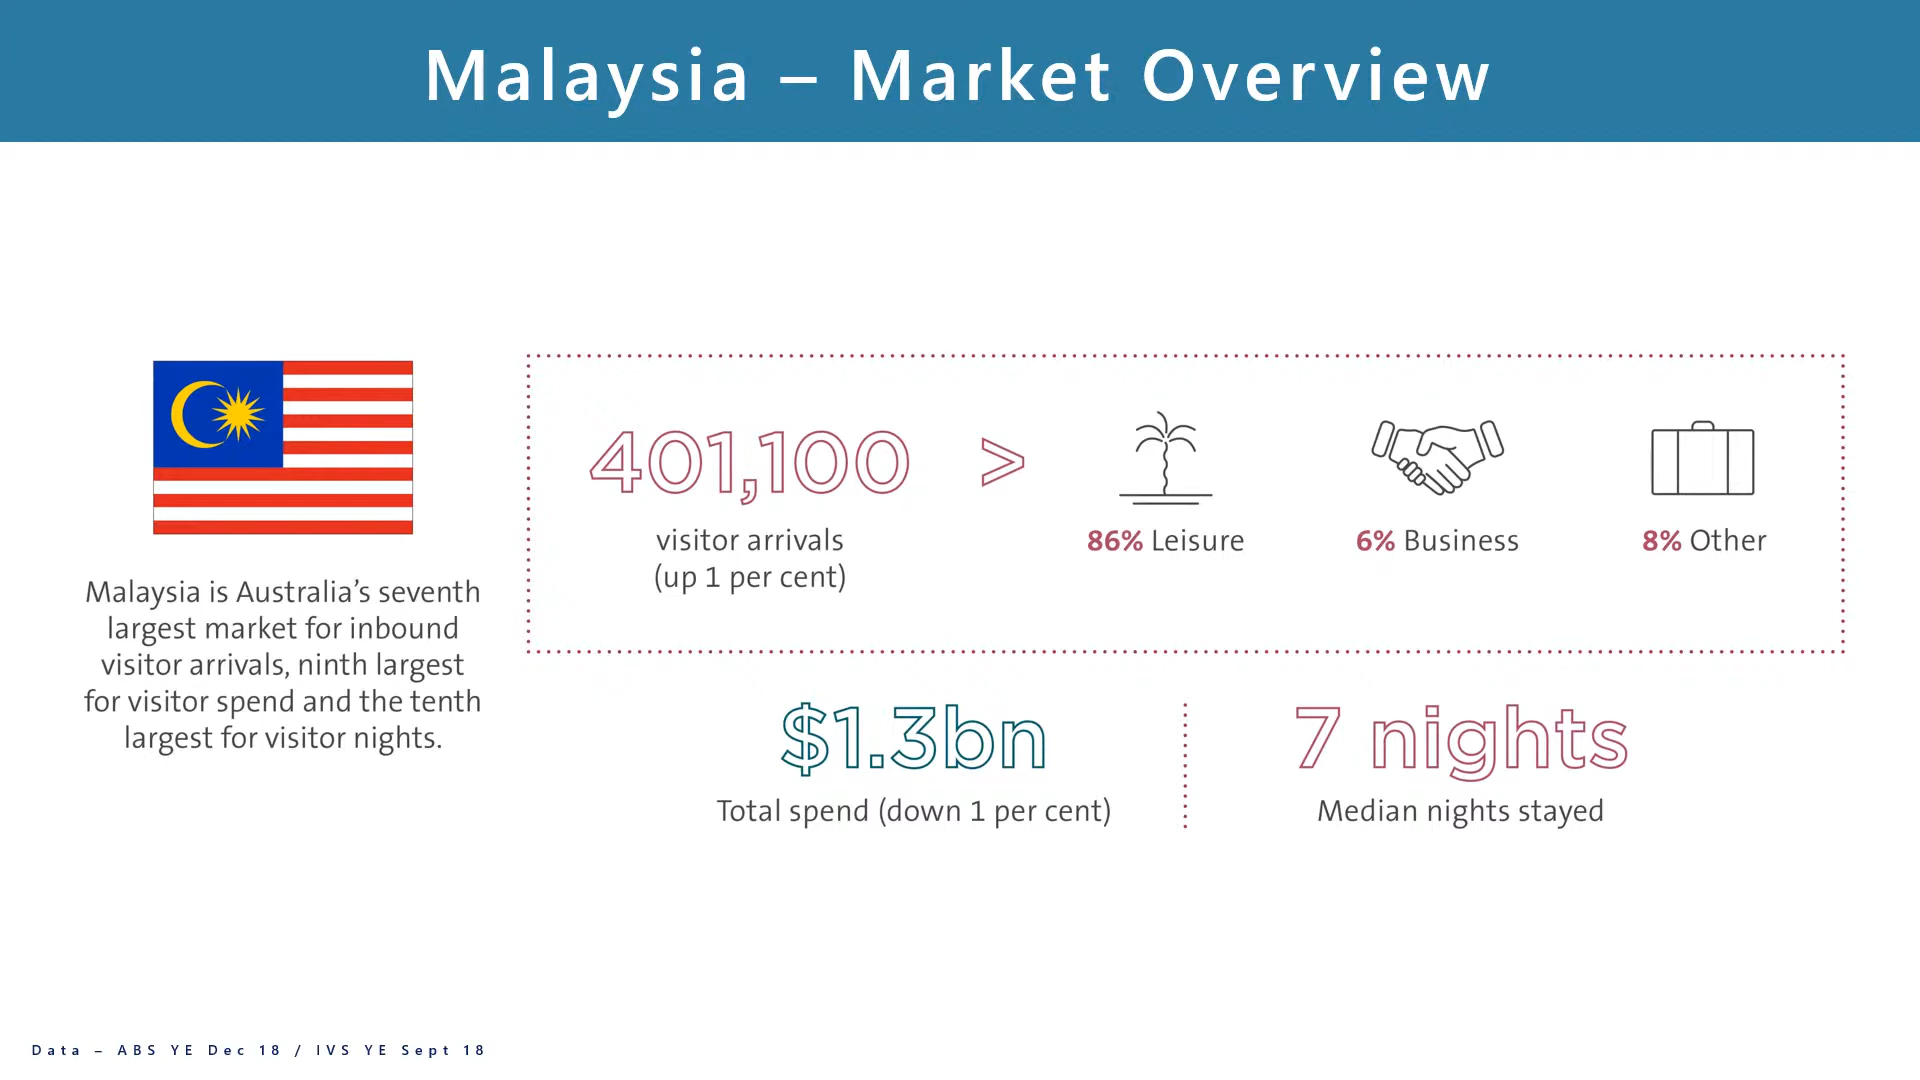 Malaysia – Market Overview
Malaysia is Australia’s seventh
largest market for inbound
visitor arrivals, ninth largest
for visitor spend and the tenth
largest for visitor nights.
401,100 >
visitor arrivals
(up 1 per cent)
86% Leisure
6% Business
8% Other
$1.3bn
Total spend (down 1 per cent)
7 nights
Median nights stayed
Data – ABS YE Dec 18 / IVS YE Sept 18